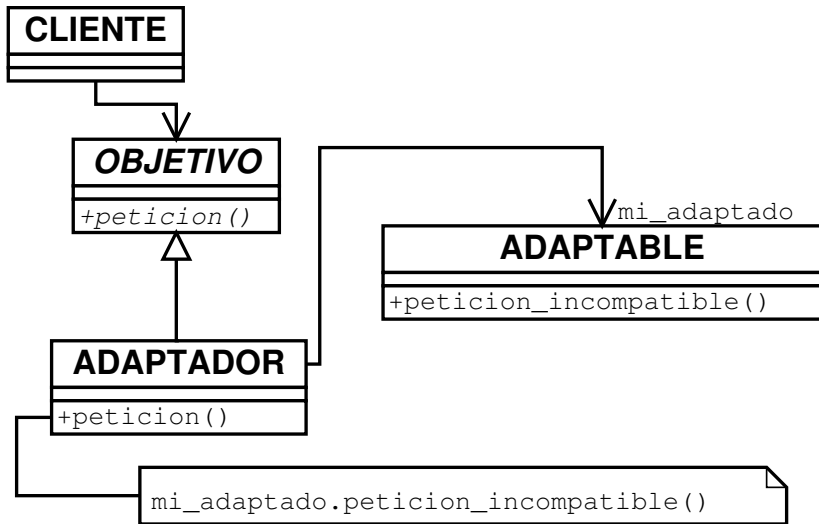 CLIENTE
OBJETIVO
+peticion()
mi_adaptado
ADAPTABLE
+peticion_incompatible()
ADAPTADOR
+peticion()
mi_adaptado.peticion_incompatible()